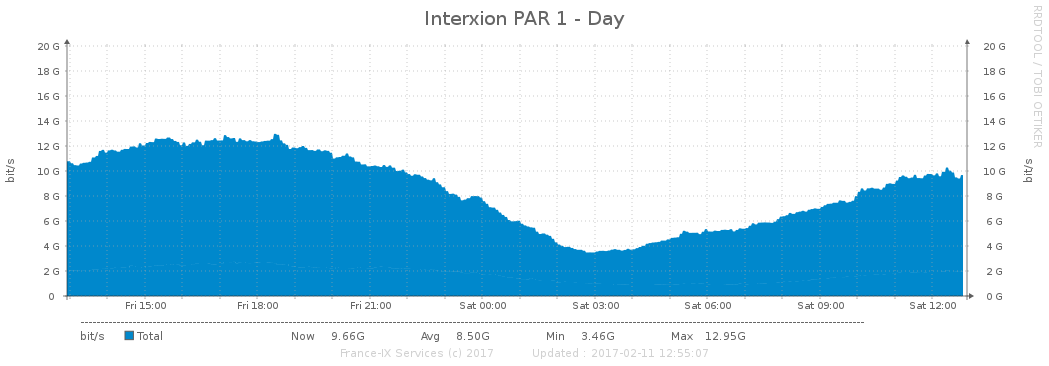 Interxion PAR 1 - Day
RRDTOOL / TOBI OETIKER
20 G 20 G
18 G 18 G
16 G 16 G
14 G 14 G
12 G 12 G
10 G 10 G
8 G 8 G
6 G 6 G
4 G 4 G
2 G 2 G
0 0 G
bit/s
bit/s
Fri 15:00 Fri 18:00 Fri 21:00 Sat 00:00 Sat 03:00 Sat 06:00 Sat 09:00 Sat 12:00
bit/s Total Now 9.66G Avg 8.50G Min 3.46G Max 12.95G
France-IX Services (c) 2017 Updated : 2017-02-11 12:55:07